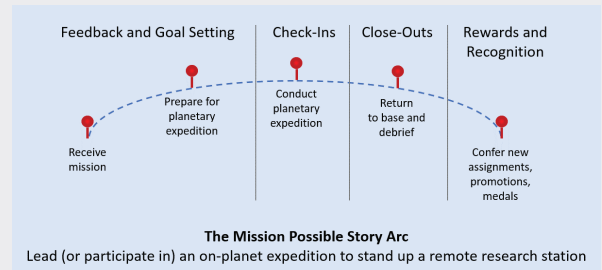 Feedback and Goal Setting
Check-Ins
Close-Outs
Rewards and
Recognition
Receive
mission
Prepare for
planetary
expedition
Conduct
planetary
expedition
Return
to base and
debrief
Confer new
assignments,
promotions,
medals
The Mission Possible Story Arc
Lead (or participate in) an on-planet expedition to stand up a remote research station